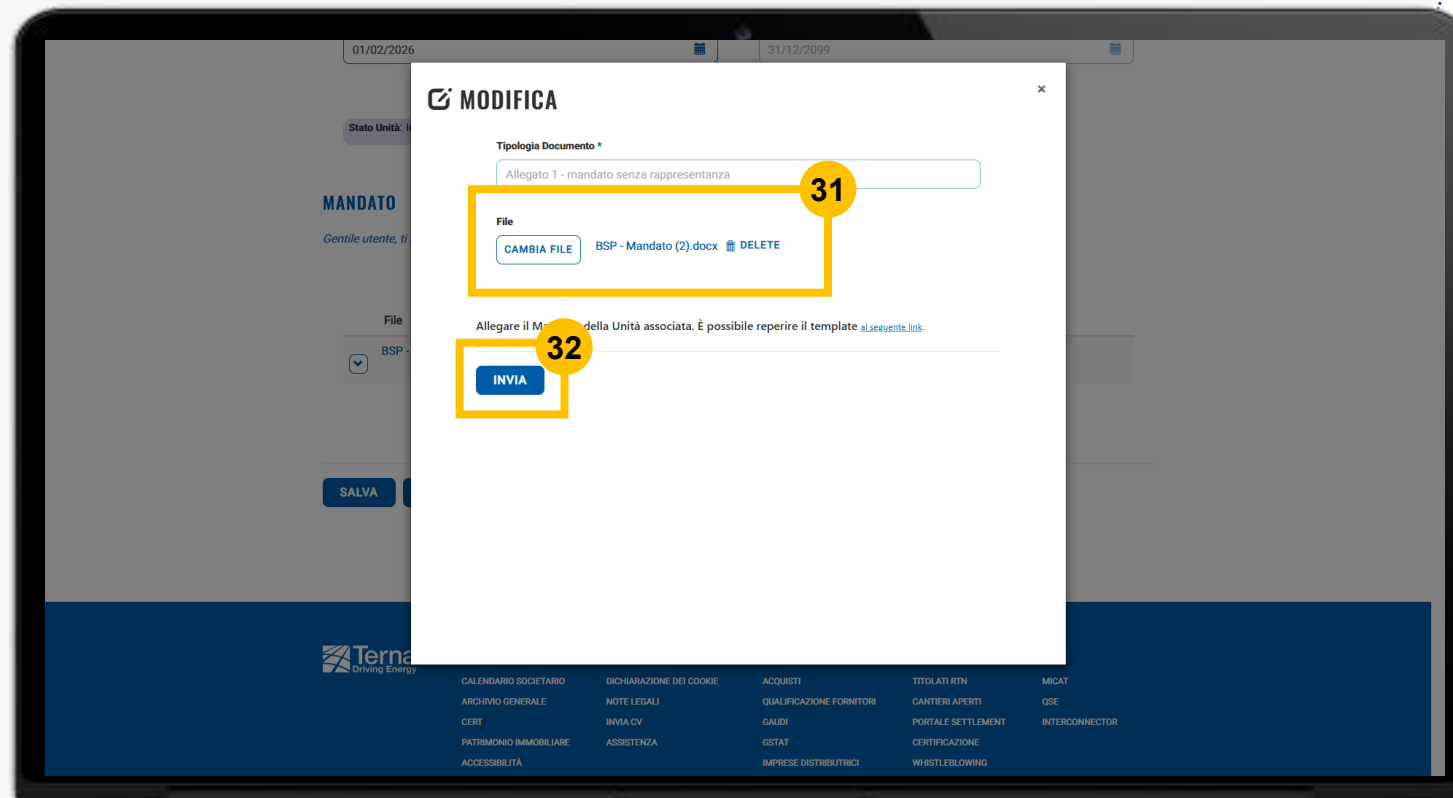 01/02/2026
31/12/2099
MODIFICA
×
Stato Unità:
Tipologia Documento *
Allegato 1 - mandato senza rappresentanza
31
MANDATO
Gentile utente, ti
File
CAMBIA FILE
BSP - Mandato (2).docx
DELETE
File
Allegare il della Unità associata. È possibile reperire il template al seguente link.
32
BSP -
INVIA
SALVA
Terna
Driving Energy
CALENDARIO SOCIETARIO DICHIARAZIONE DEI COOKIE ACQUISTI TITOLATI RTN MICAT
ARCHIVIO GENERALE NOTE LEGALI QUALIFICAZIONE FORNITORI CANTIERI APERTI QSE
CERT INVIA CV GAUDI PORTALE SETTLEMENT INTERCONNECTOR
PATRIMONIO IMMOBILIARE ASSISTENZA GSTAT CERTIFICAZIONE
ACCESSIBILITÀ IMPRESE DISTRIBUTRICI WHISTLEBLOWING